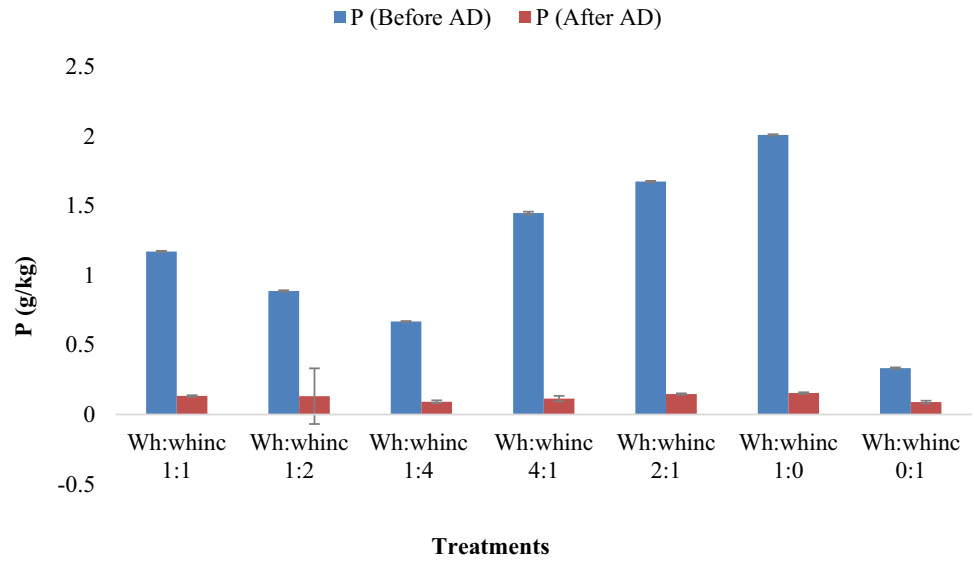 P (Before AD) P (After AD)
2.5
2
1.5
1
0.5
0
-0.5
P (g/kg)
Wh:whinc Wh:whinc Wh:whinc Wh:whinc Wh:whinc Wh:whinc Wh:whinc
1:1 1:2 1:4 4:1 2:1 1:0 0:1
Treatments